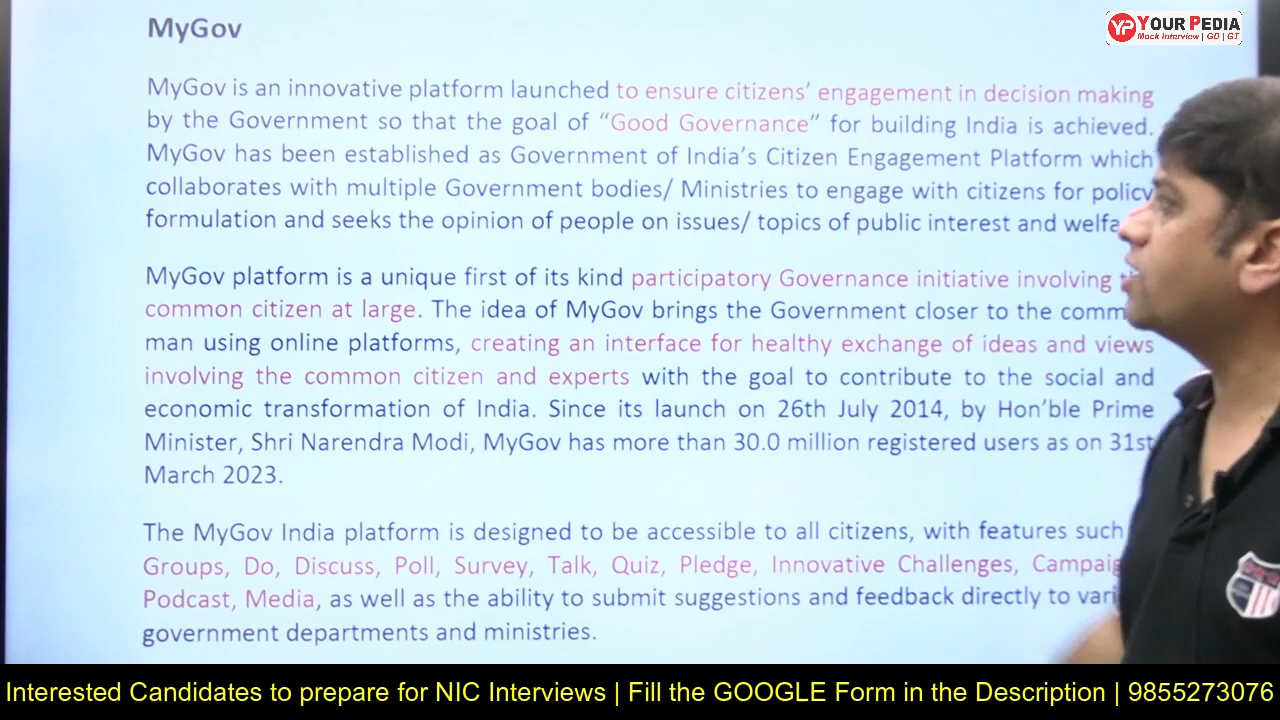 MyGov
YOUR PEDIA
Mock Interview | GD | GT
MyGov is an innovative platform launched to ensure citizens’ engagement in decision making
by the Government so that the goal of “Good Governance” for building India is achieved.
MyGov has been established as Government of India’s Citizen Engagement Platform which
collaborates with multiple Government bodies/ Ministries to engage with citizens for policy
formulation and seeks the opinion of people on issues/ topics of public interest and
MyGov platform is a unique first of its kind participatory Governance initiative involving
common citizen at large. The idea of MyGov brings the Government closer to the
man using online platforms, creating an interface for healthy exchange of ideas and views
involving the common citizen and experts with the goal to contribute to the social and
economic transformation of India. Since its launch on 26th July 2014, by Hon’ble Prime
Minister, Shri Narendra Modi, MyGov has more than 30.0 million registered users as on 31st
March 2023.
The MyGov India platform is designed to be accessible to all citizens, with features such
Groups, Do, Discuss, Poll, Survey, Talk, Quiz, Pledge, Innovative Challenges,
Podcast, Media, as well as the ability to submit suggestions and feedback directly to
government departments and ministries.
Interested Candidates to prepare for NIC Interviews | Fill the GOOGLE Form in the Description | 9855273076